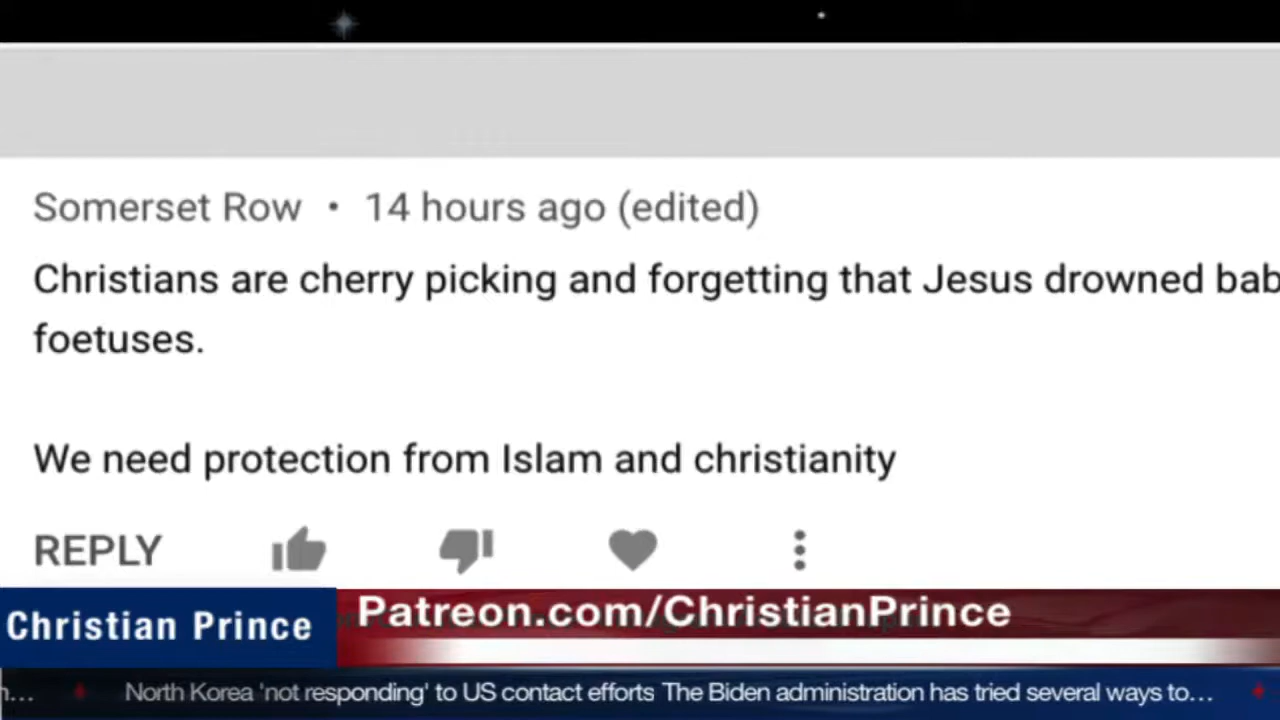 Somerset Row • 14 hours ago (edited)
Christians are cherry picking and forgetting that Jesus drowned bab
foetuses.
We need protection from Islam and christianity
REPLY
Christian Prince
Patreon.com/ChristianPrince
North Korea 'not responding' to US contact efforts The Biden administration has tried several ways to…